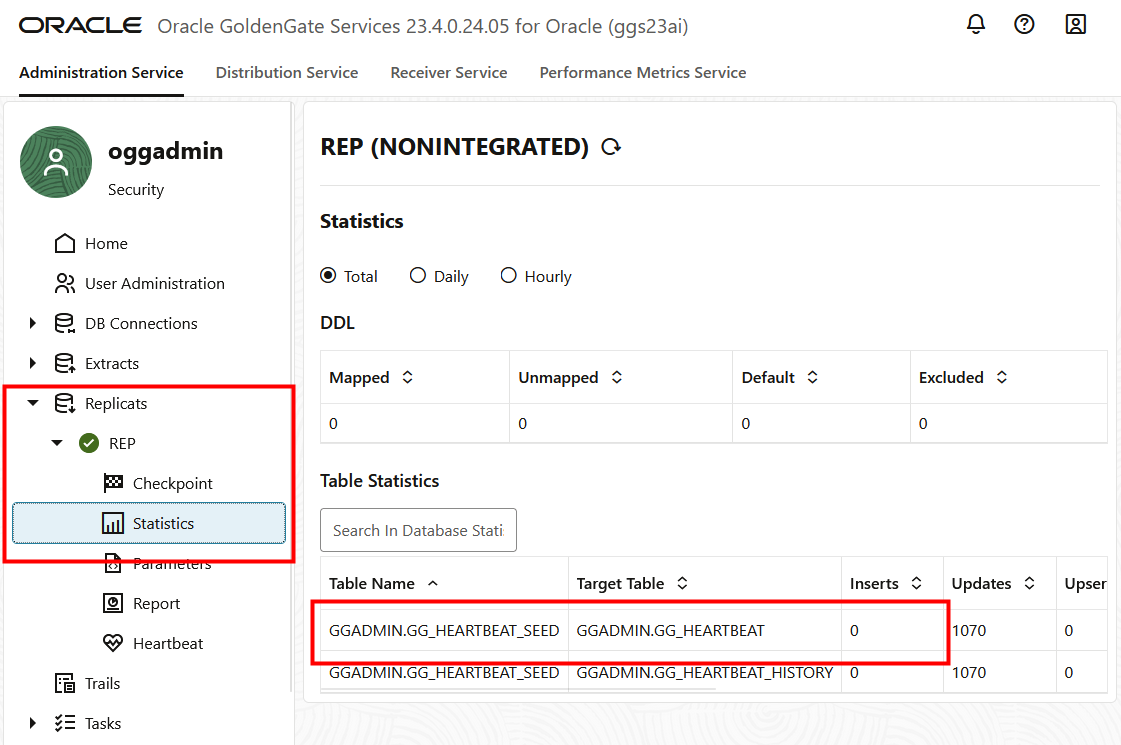 ORACLE Oracle GoldenGate Services 23.4.0.24.05 for Oracle (ggs23ai)
Administration Service Distribution Service Receiver Service Performance Metrics Service
oggadmin
Security
Home
User Administration
DB Connections
Extracts
Replicats
REP
Checkpoint
Statistics
Parameters
Report
Heartbeat
Trails
Tasks
REP (NONINTEGRATED)
Statistics
Total Daily Hourly
DDL
Mapped Unmapped Default Excluded
0 0 0 0
Table Statistics
Search In Database Stati
Table Name Target Table Inserts Updates Upser
GGADMIN.GG_HEARTBEAT_SEED GGADMIN.GG_HEARTBEAT 0 1070 0
GGADMIN.GG_HEARTBEAT_SEED GGADMIN.GG_HEARTBEAT_HISTORY 0 1070 0